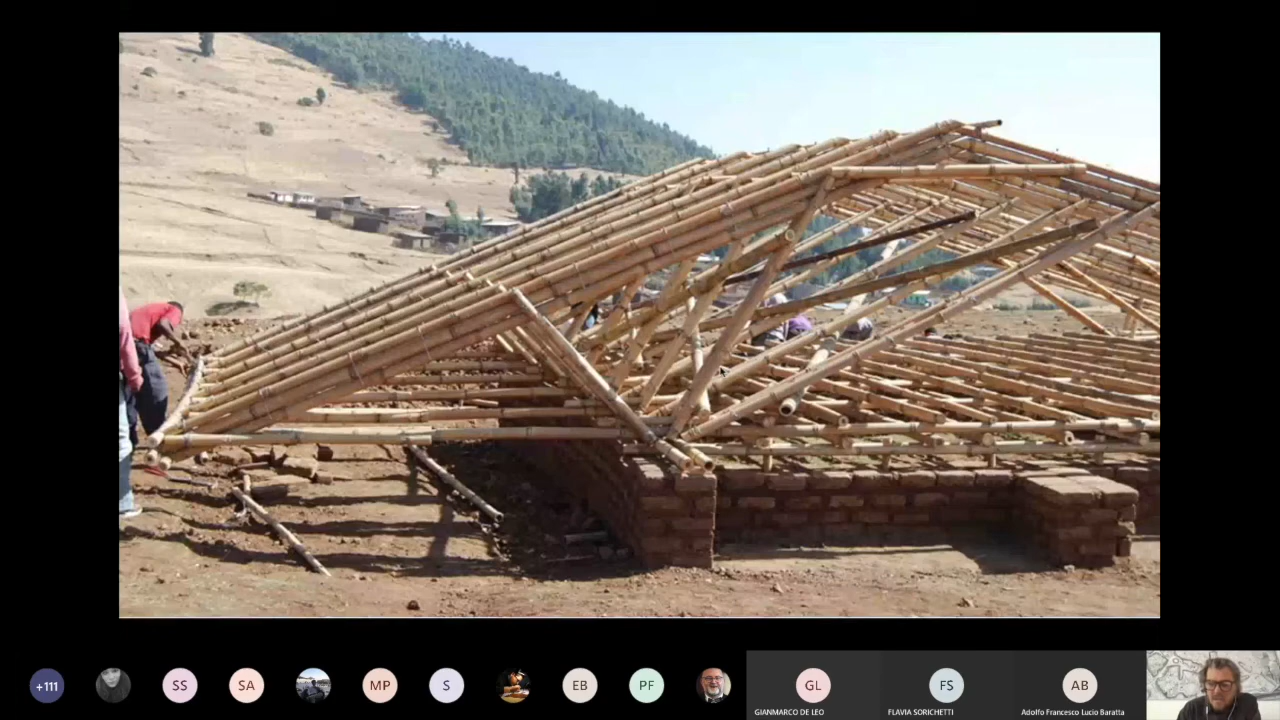 +111
SS
SA
MP
S
EB
PF
GL
FS
AB
GIANMARCO DE LEO
FLAVIA SORICHETTI
Adolfo Francesco Lucio Baratta